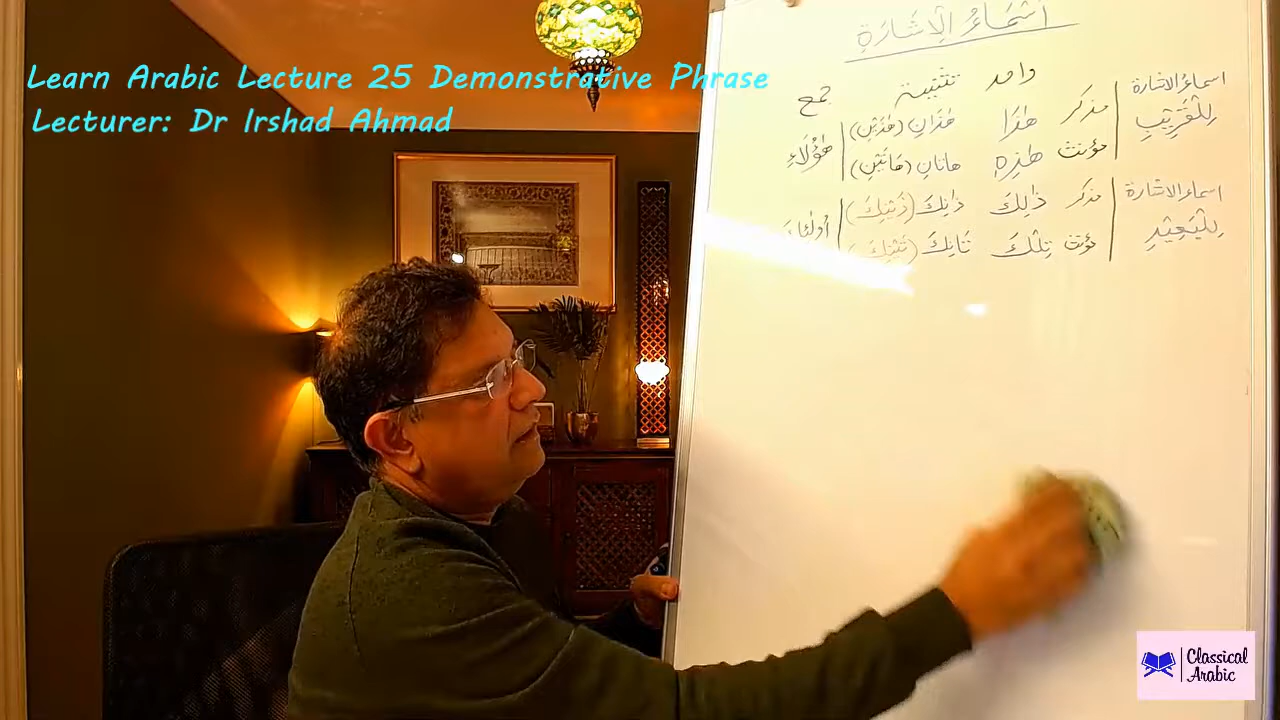 Learn Arabic Lecture 25 Demonstrative Phrase
Lecturer: Dr Irshad Ahmad
أَسْمَاءُ الْإِشَارَةِ
واحد تثنية جمع
اسماءُ الاشارة لِلْقَرِيْبِ
مذكر هٰذَا هٰذَانِ (هٰذَيْنِ)
مؤنث هٰذِهِ هَاتَانِ (هَاتَيْنِ)
هٰؤُلَاءِ
اسماءُ الاشارة لِلْبَعِيْدِ
مذكر ذٰلِكَ ذَانِكَ (ذَيْنِكَ)
مؤنث تِلْكَ تَانِكَ (تَيْنِكَ)
Classical
Arabic